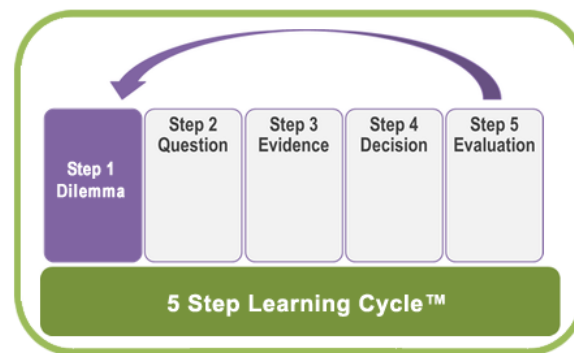 Step 1
Dilemma
Step 2
Question
Step 3
Evidence
Step 4
Decision
Step 5
Evaluation
5 Step Learning Cycle™